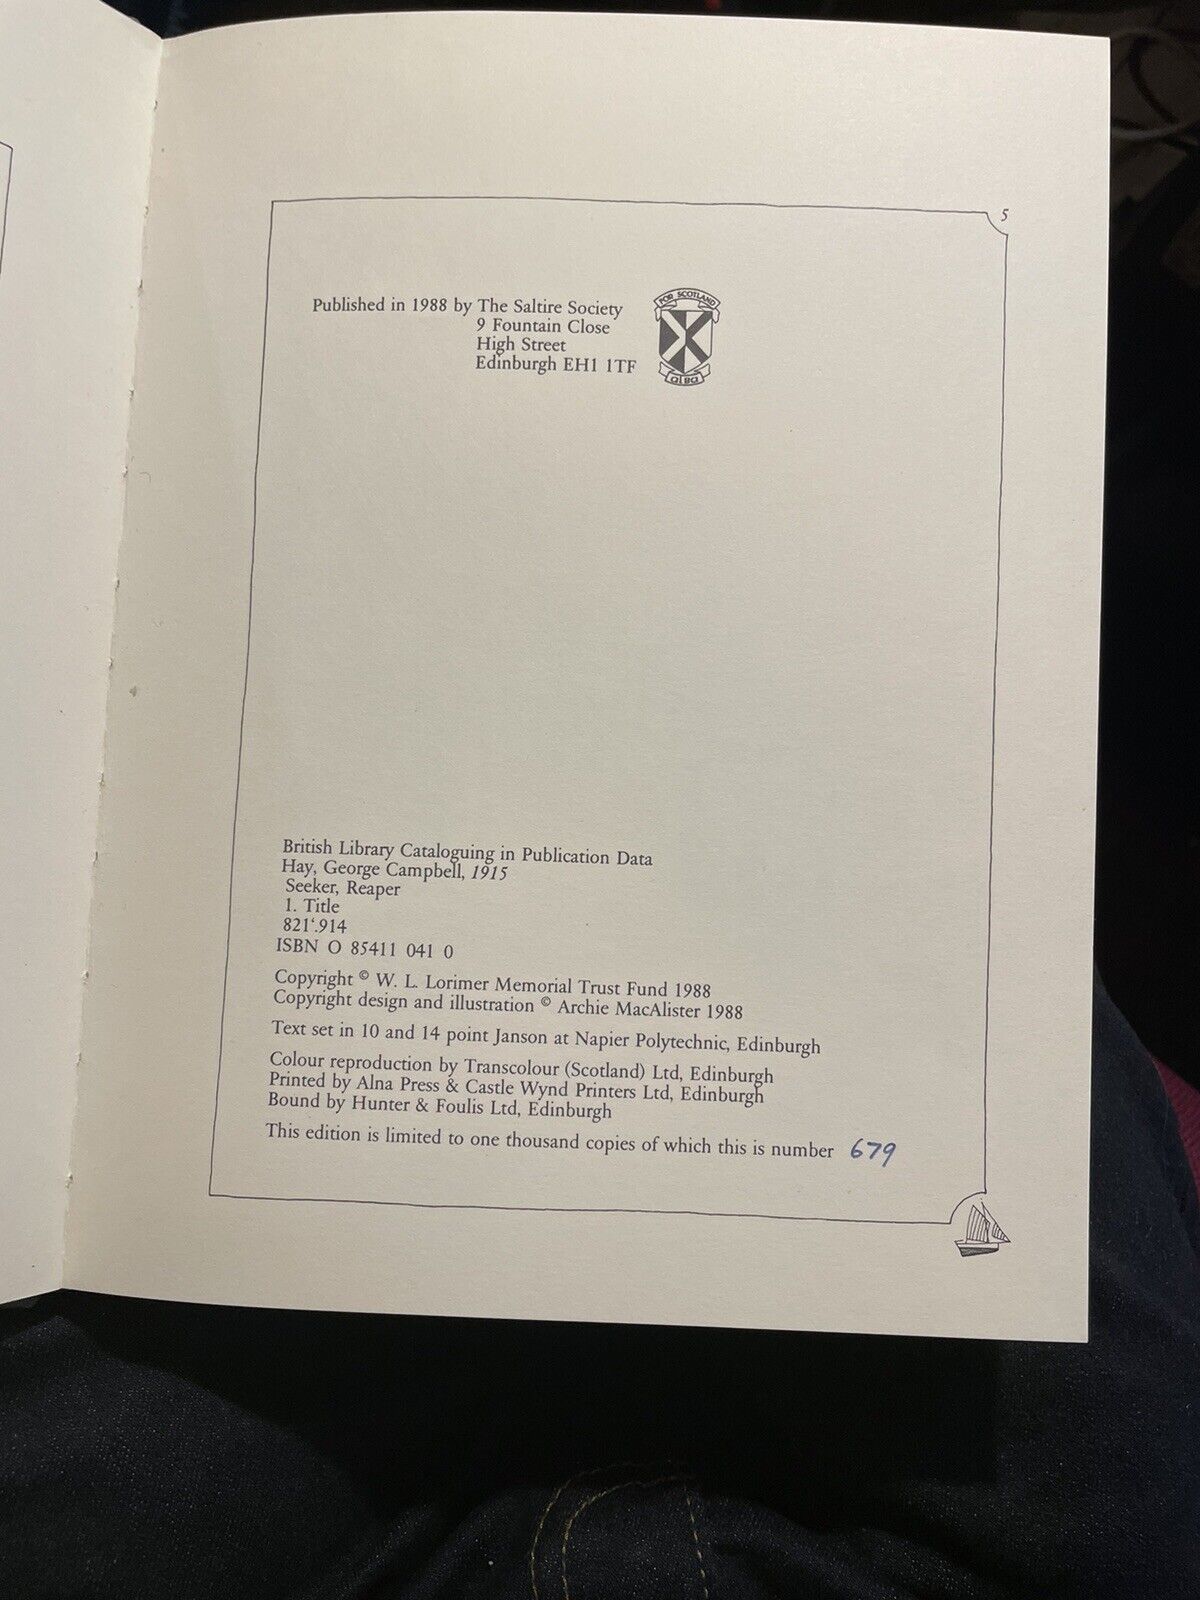 5
Published in 1988 by The Saltire Society
9 Fountain Close
High Street
Edinburgh EH1 1TF
FOR SCOTLAND
alba
British Library Cataloguing in Publication Data
Hay, George Campbell, 1915
Seeker, Reaper
1. Title
821‘.914
ISBN O 85411 041 0
Copyright © W. L. Lorimer Memorial Trust Fund 1988
Copyright design and illustration © Archie MacAlister 1988
Text set in 10 and 14 point Janson at Napier Polytechnic, Edinburgh
Colour reproduction by Transcolour (Scotland) Ltd, Edinburgh
Printed by Alna Press & Castle Wynd Printers Ltd, Edinburgh
Bound by Hunter & Foulis Ltd, Edinburgh
This edition is limited to one thousand copies of which this is number 679